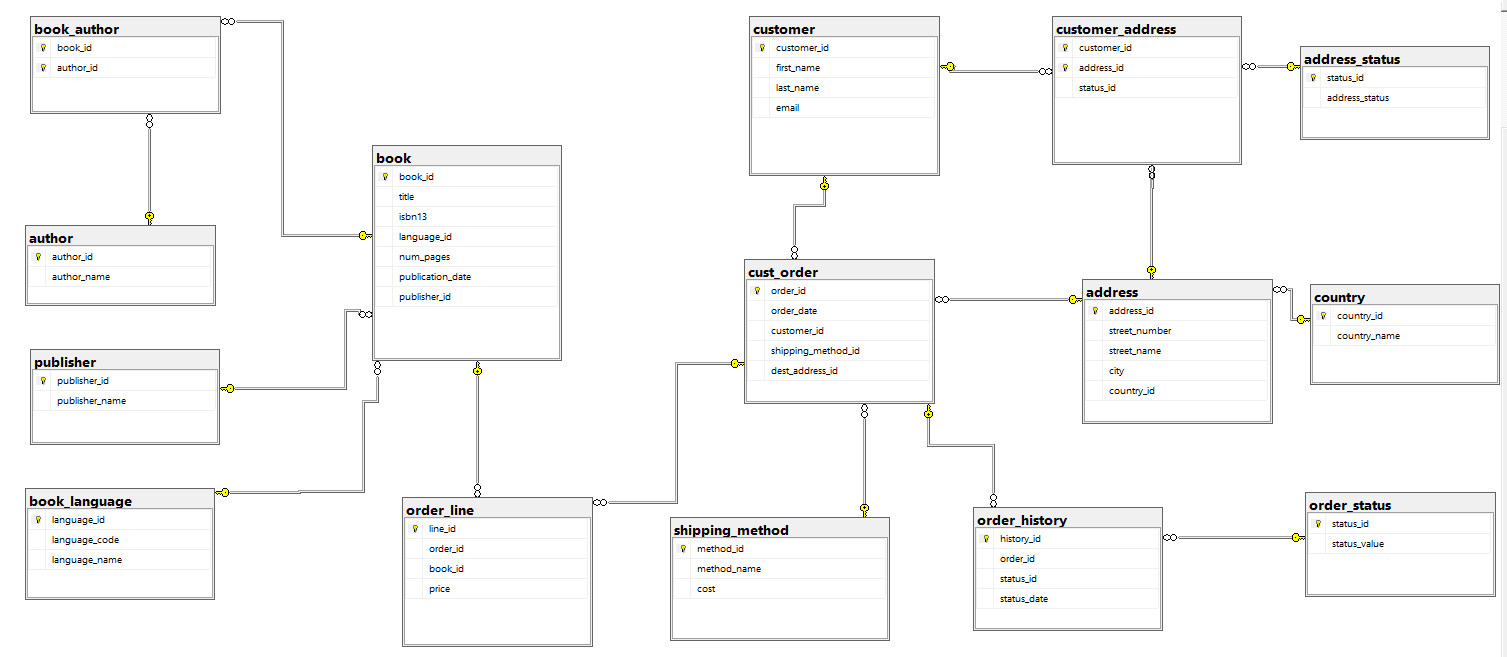 book_author
book_id
author_id
author
author_id
author_name
publisher
publisher_id
publisher_name
book_language
language_id
language_code
language_name
book
book_id
title
isbn13
language_id
num_pages
publication_date
publisher_id
order_line
line_id
order_id
book_id
price
customer
customer_id
first_name
last_name
email
cust_order
order_id
order_date
customer_id
shipping_method_id
dest_address_id
shipping_method
method_id
method_name
cost
customer_address
customer_id
address_id
status_id
address_status
status_id
address_status
address
address_id
street_number
street_name
city
country_id
country
country_id
country_name
order_history
history_id
order_id
status_id
status_date
order_status
status_id
status_value